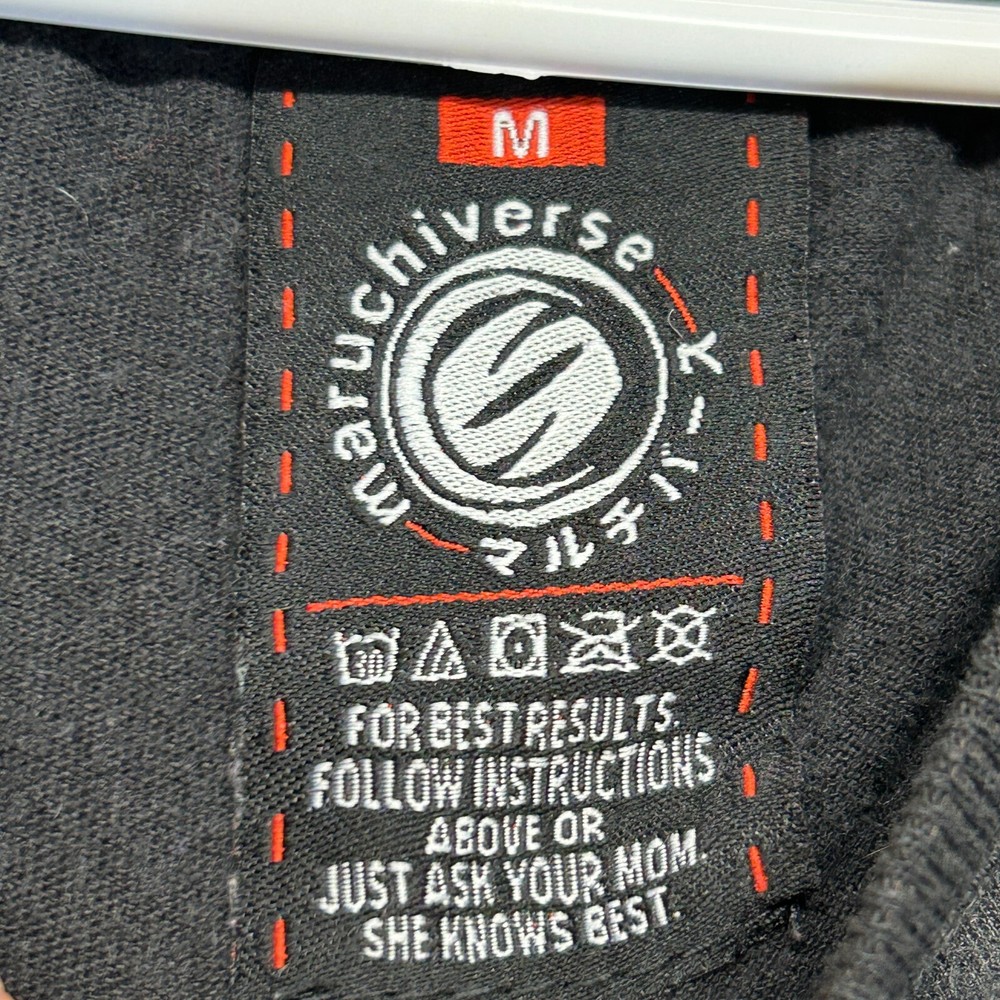 M
maruchiverse
マルチバース
30
FOR BEST RESULTS,
FOLLOW INSTRUCTIONS
ABOVE OR
JUST ASK YOUR MOM.
SHE KNOWS BEST.